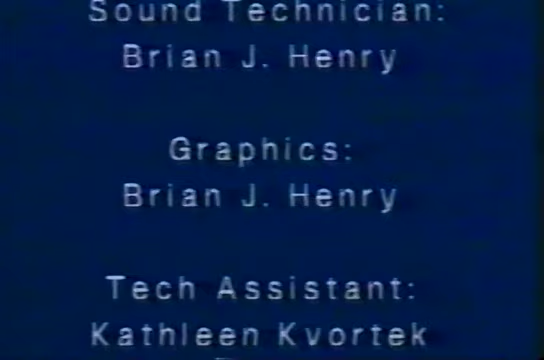 Sound Technician:
Brian J. Henry
Graphics:
Brian J. Henry
Tech Assistant:
Kathleen Kvortek